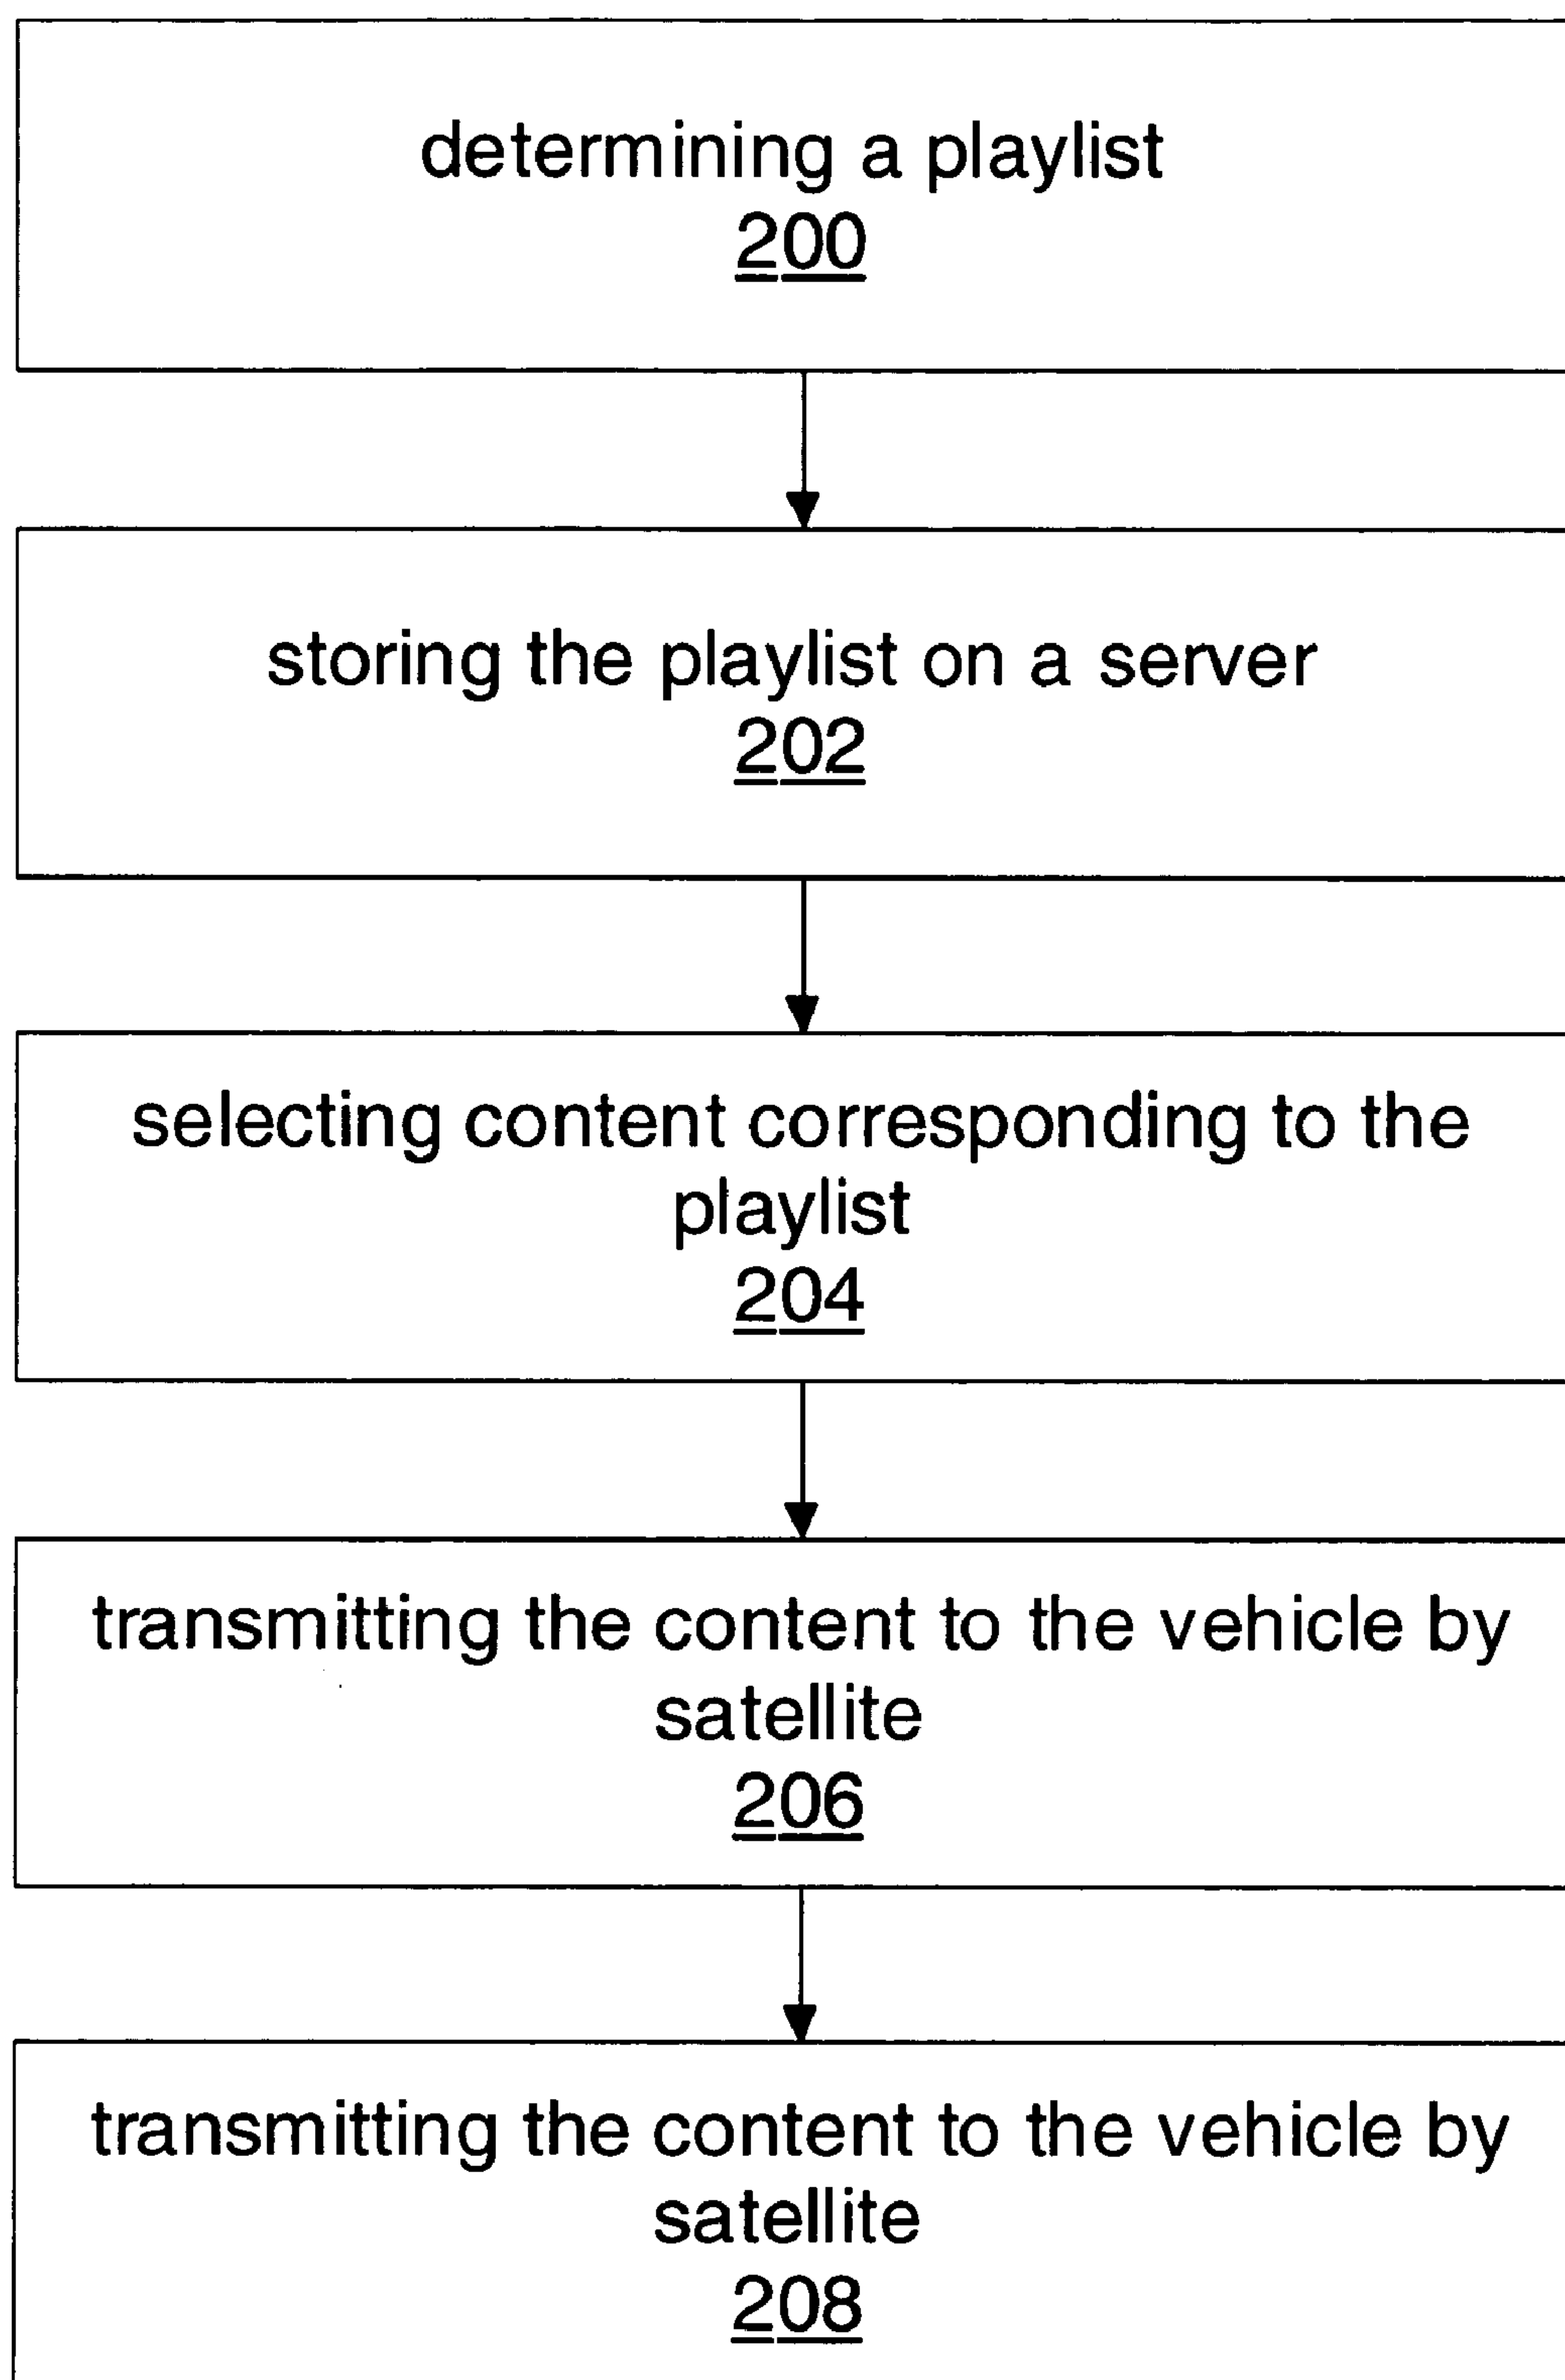 determining a playlist
200
storing the playlist on a server
202
selecting content corresponding to the
playlist
204
transmitting the content to the vehicle by
satellite
206
transmitting the content to the vehicle by
satellite
208